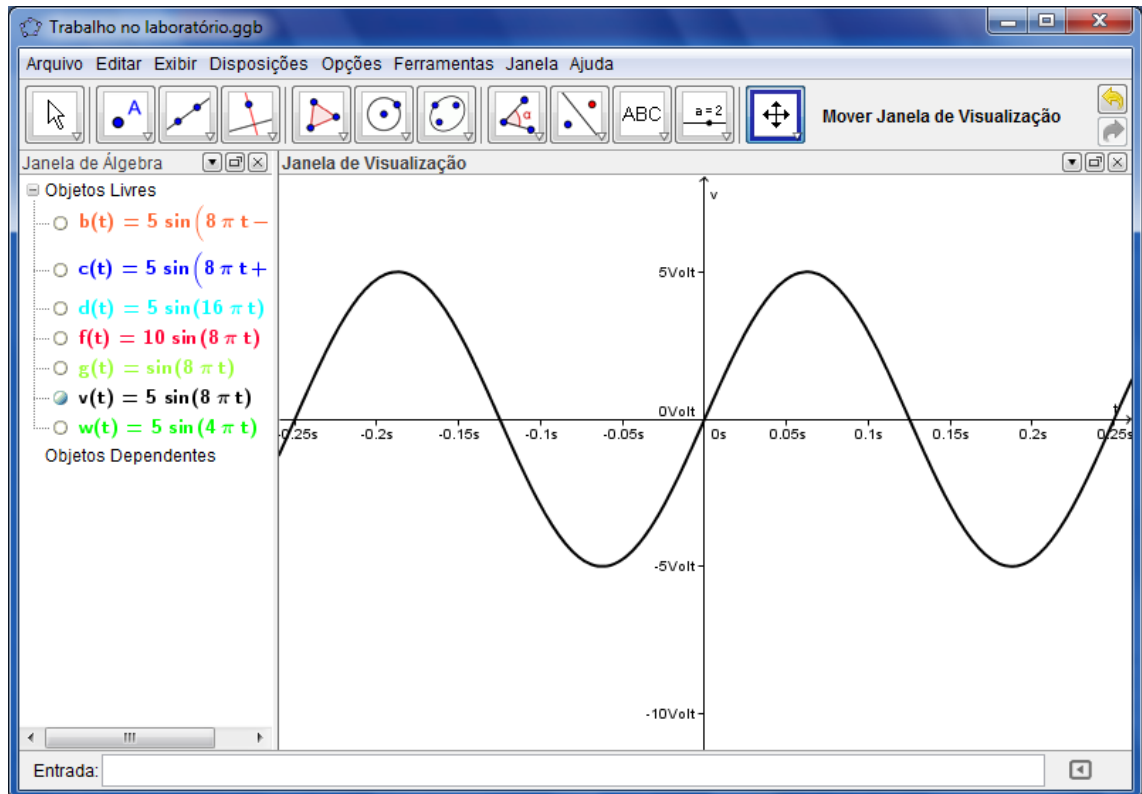 Trabalho no laboratório.ggb
Arquivo Editar Exibir Disposições Opções Ferramentas Janela Ajuda
A α ABC a=2 Mover Janela de Visualização
Janela de Álgebra
Janela de Visualização
Objetos Livres
b(t) = 5 sin(8 π t −
c(t) = 5 sin(8 π t +
d(t) = 5 sin(16 π t)
f(t) = 10 sin(8 π t)
g(t) = sin(8 π t)
v(t) = 5 sin(8 π t)
w(t) = 5 sin(4 π t)
Objetos Dependentes
v
5Volt
0Volt
t
-0.25s -0.2s -0.15s -0.1s -0.05s 0s 0.05s 0.1s 0.15s 0.2s 0.25s
-5Volt
-10Volt
Entrada: